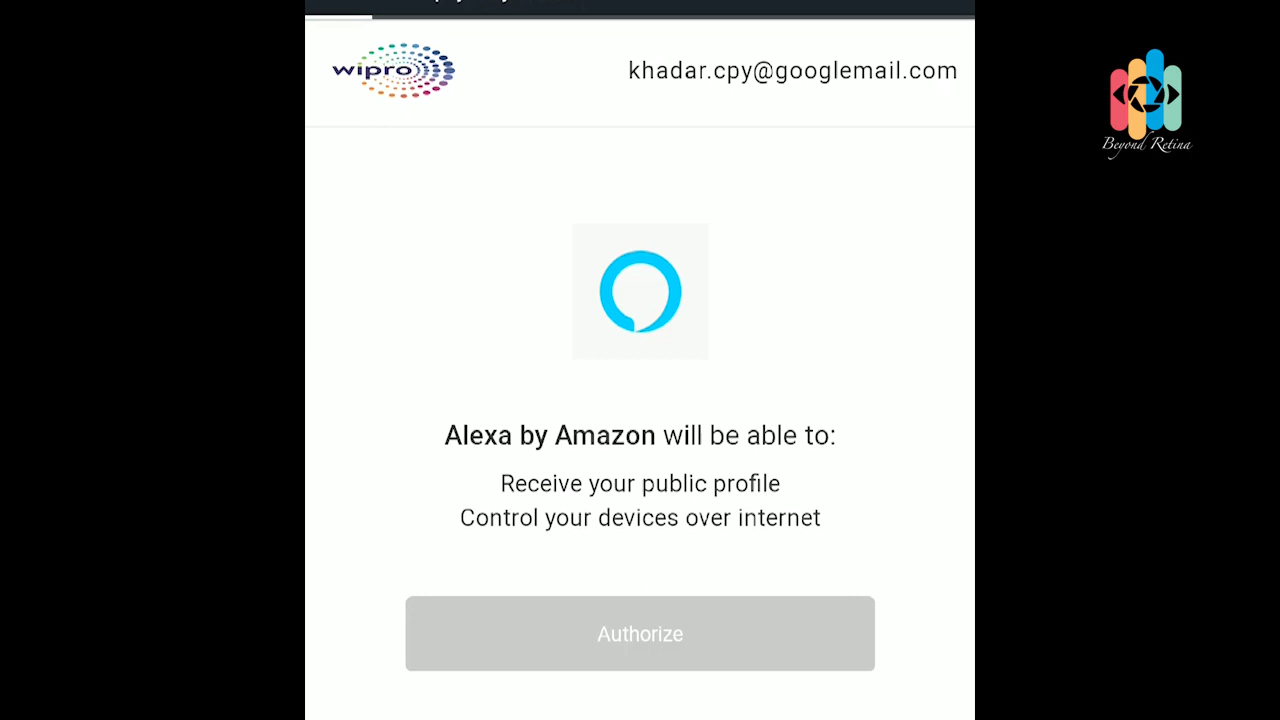 wipro
khadar.cpy@googlemail.com
Beyond Retina
Alexa by Amazon will be able to:
Receive your public profile
Control your devices over internet
Authorize